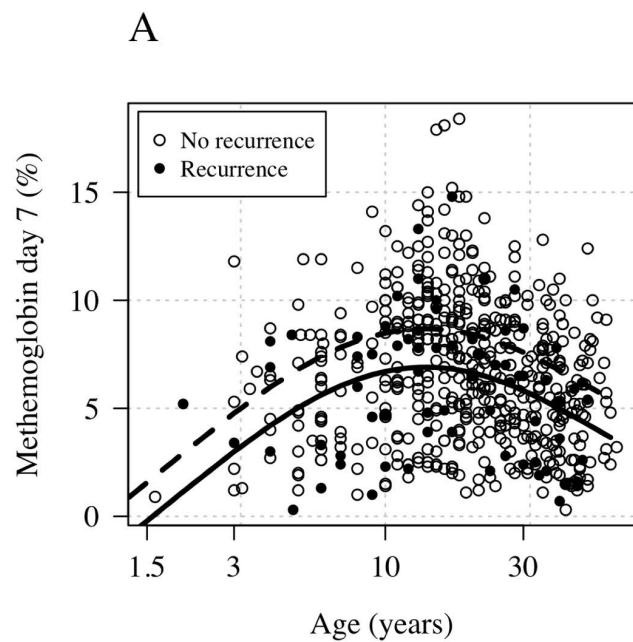 A
No recurrence
Recurrence
Methemoglobin day 7 (%)
15
10
5
0
1.5 3 10 30
Age (years)